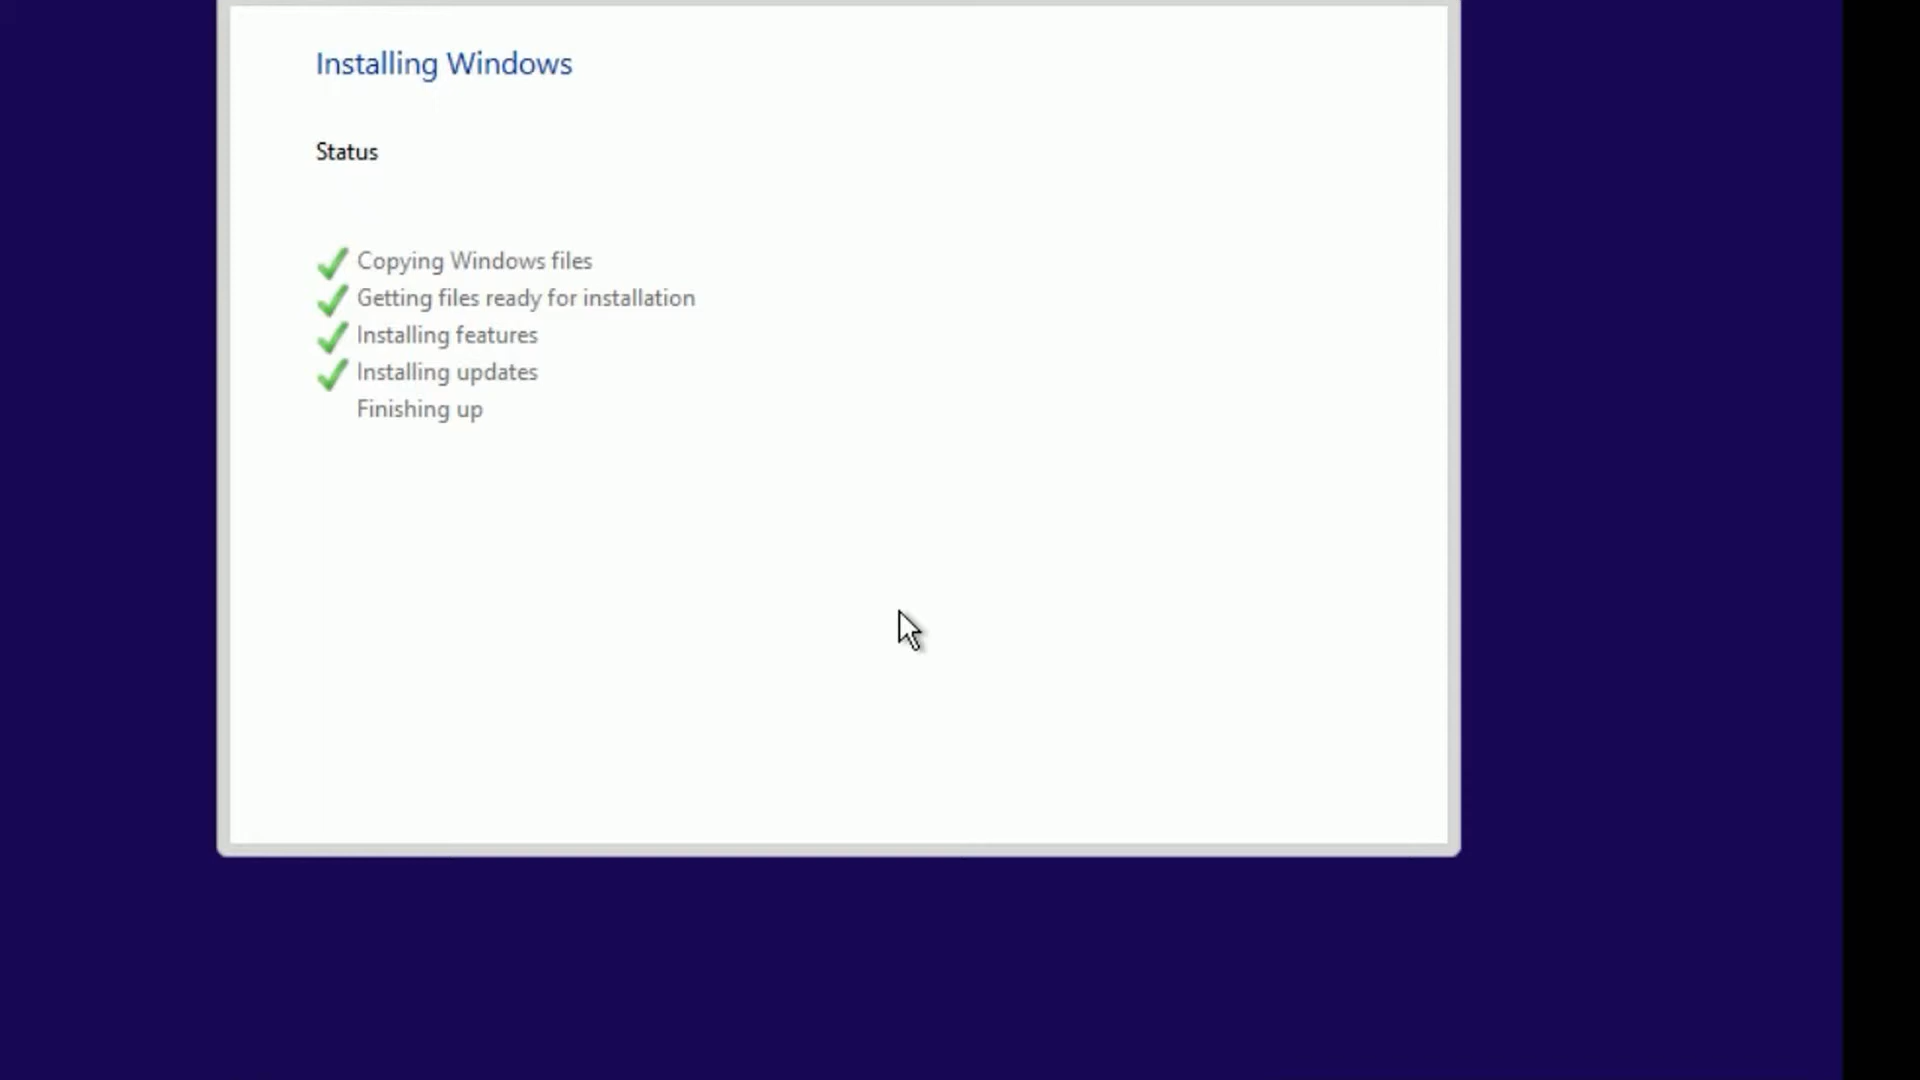 Installing Windows
Status
Copying Windows files
Getting files ready for installation
Installing features
Installing updates
Finishing up